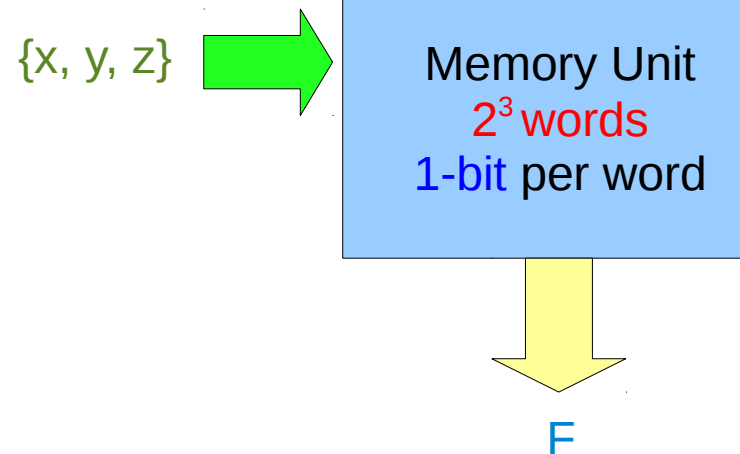 {x, y, z}
Memory Unit
2³ words
1-bit per word
F